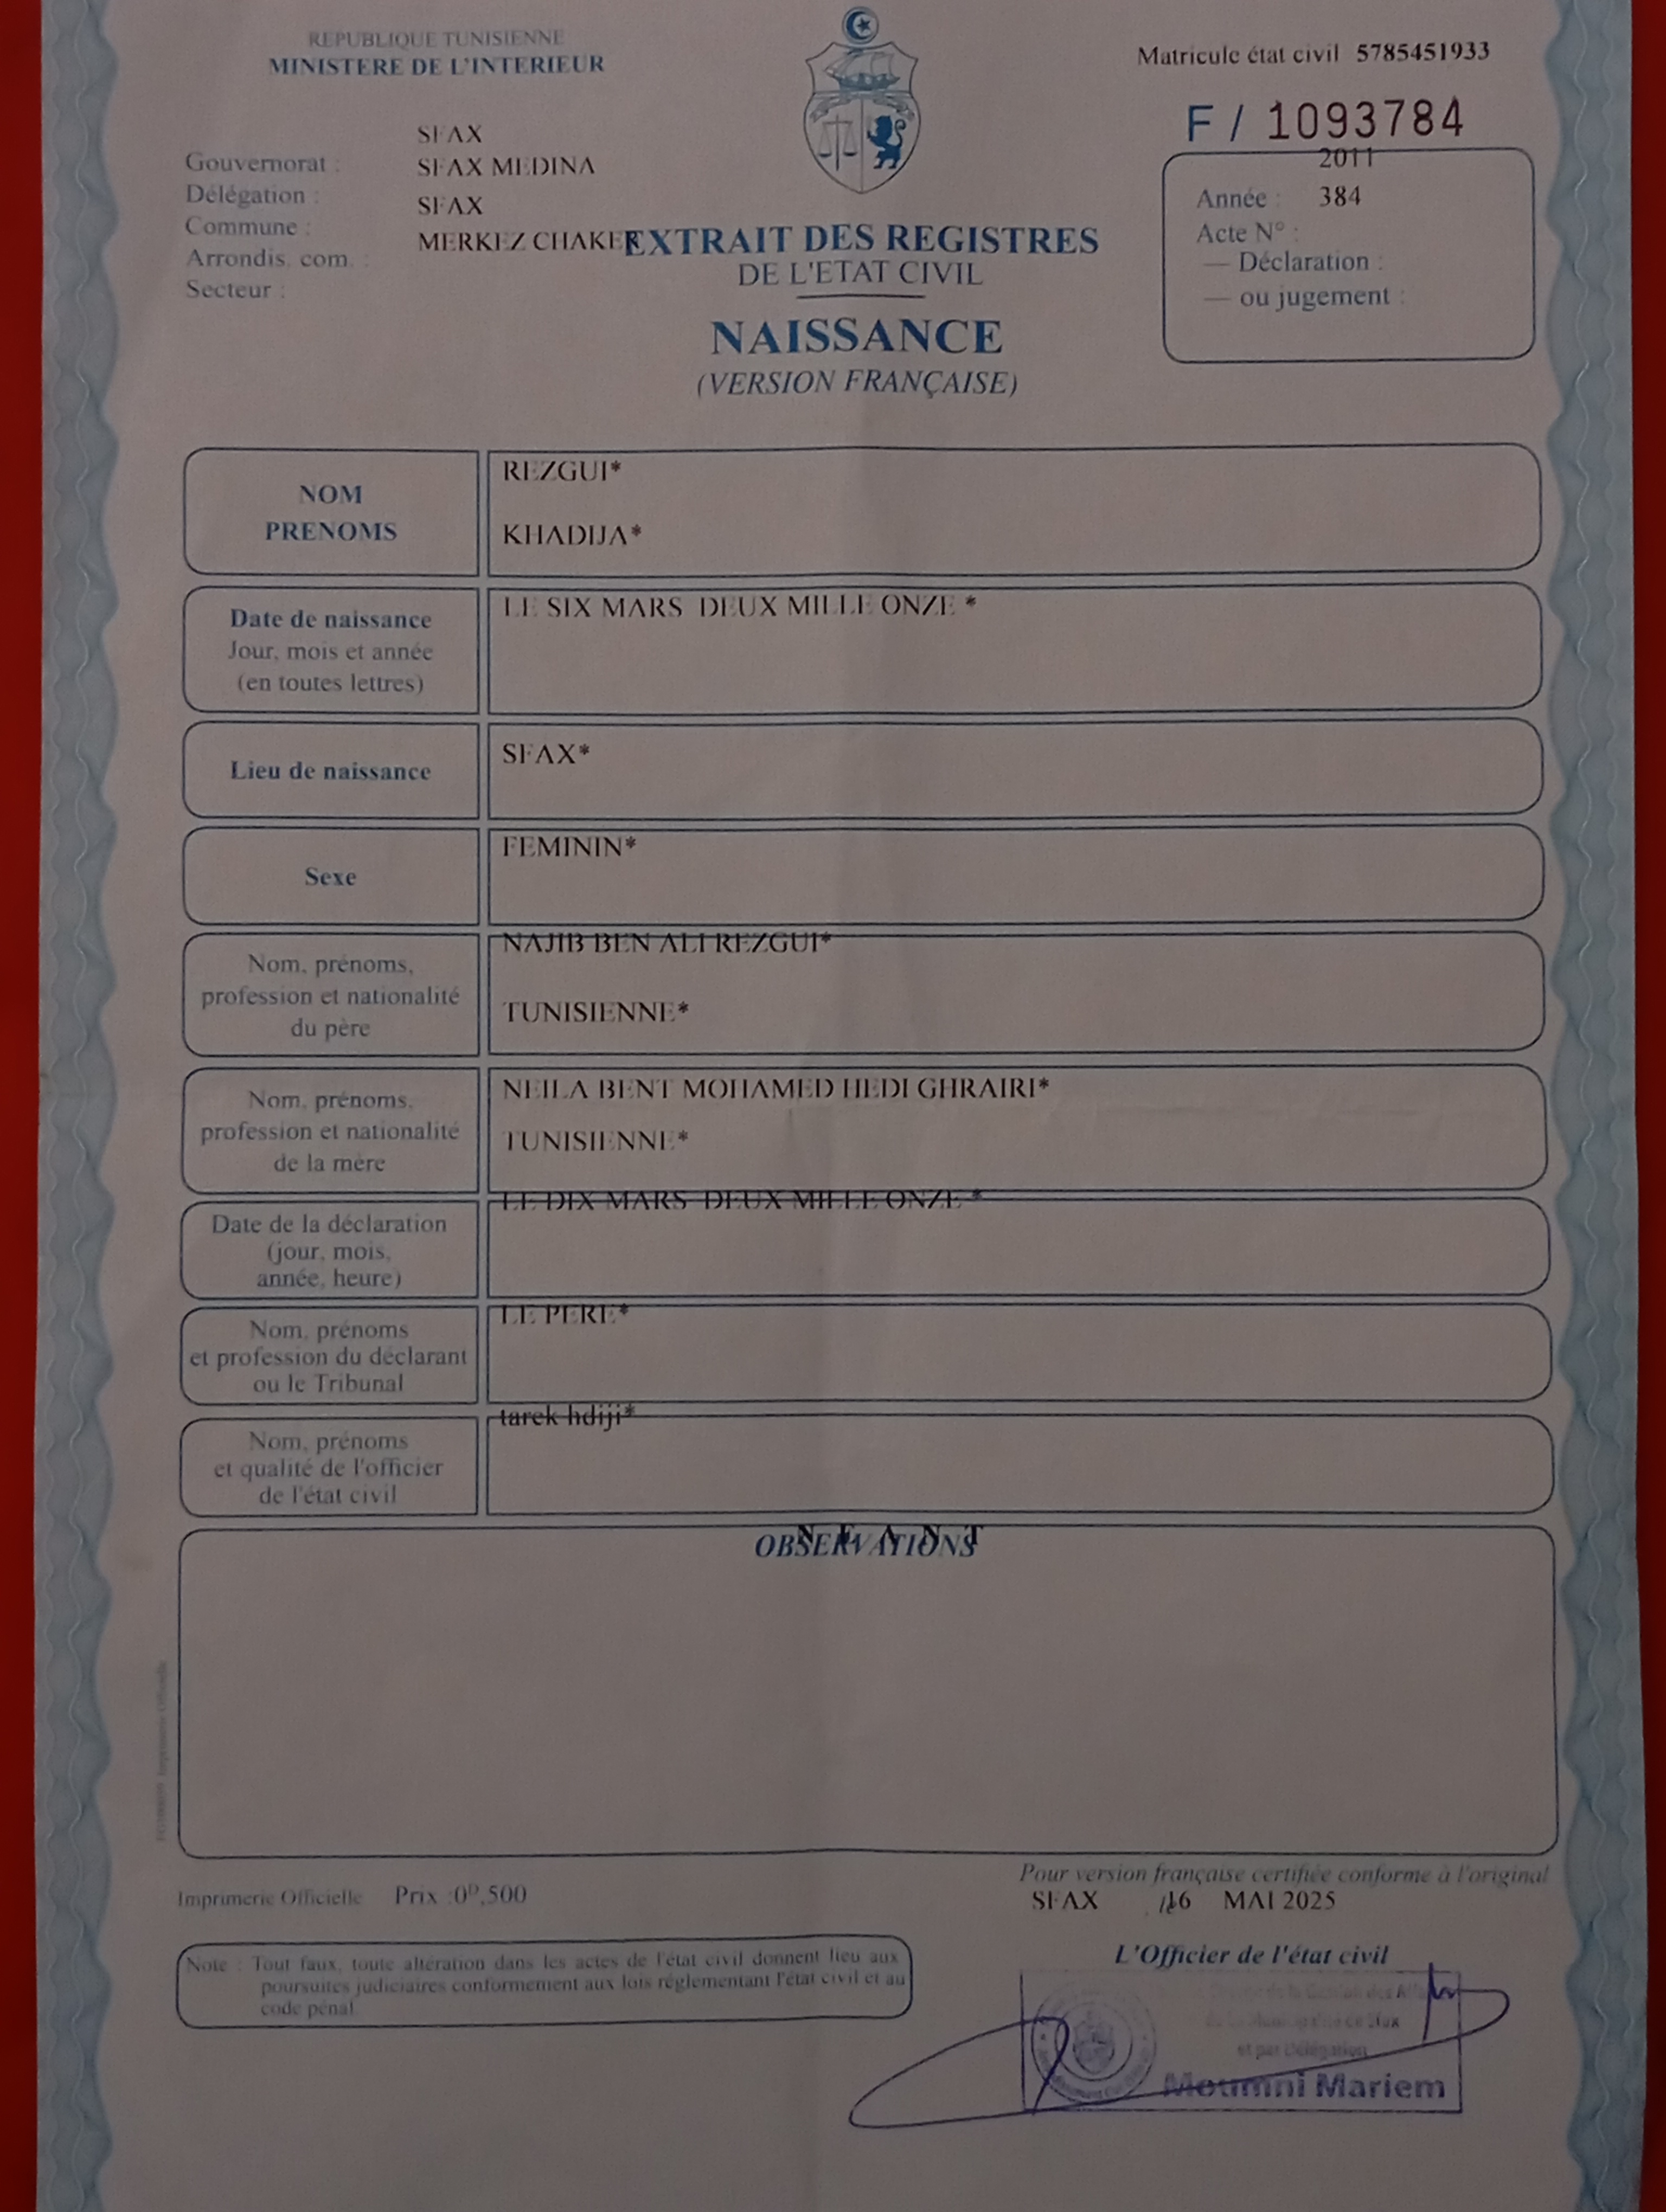 REPUBLIQUE TUNISIENNE
MINISTERE DE L'INTERIEUR
Matricule état civil 5785451933
F / 1093784
SFAX
Gouvernorat :
SFAX MEDINA
Délégation :
SFAX
Commune :
MERKEZ CHAKER
Arrondis. com. :
Secteur :
2011
Année : 384
Acte N° :
— Déclaration :
— ou jugement :
EXTRAIT DES REGISTRES
DE L'ETAT CIVIL
NAISSANCE
(VERSION FRANÇAISE)
NOM
PRENOMS
REZGUI*
KHADIJA*
Date de naissance
Jour, mois et année
(en toutes lettres)
LE SIX MARS DEUX MILLE ONZE *
Lieu de naissance
SFAX*
Sexe
FEMININ*
Nom, prénoms,
profession et nationalité
du père
NAJIB BEN ALI REZGUI*
TUNISIENNE*
Nom, prénoms,
profession et nationalité
de la mère
NEILA BENT MOHAMED HEDI GHRAIRI*
TUNISIENNE*
Date de la déclaration
(jour, mois,
année, heure)
LE DIX MARS DEUX MILLE ONZE *
Nom, prénoms
et profession du déclarant
ou le Tribunal
LE PERE*
Nom, prénoms
et qualité de l'officier
de l'état civil
tarek hdiji*
OBSERVATIONS
N E A N T
Imprimerie Officielle Prix :0ᴰ,500
Pour version française certifiée conforme à l'original
SFAX 16 MAI 2025
Note : Tout faux, toute altération dans les actes de l'état civil donnent lieu aux
poursuites judiciaires conformement aux lois réglementant l'état civil et au
code pénal
L'Officier de l'état civil
de la Municipalité de Sfax
et par Délégation
Moumni Mariem